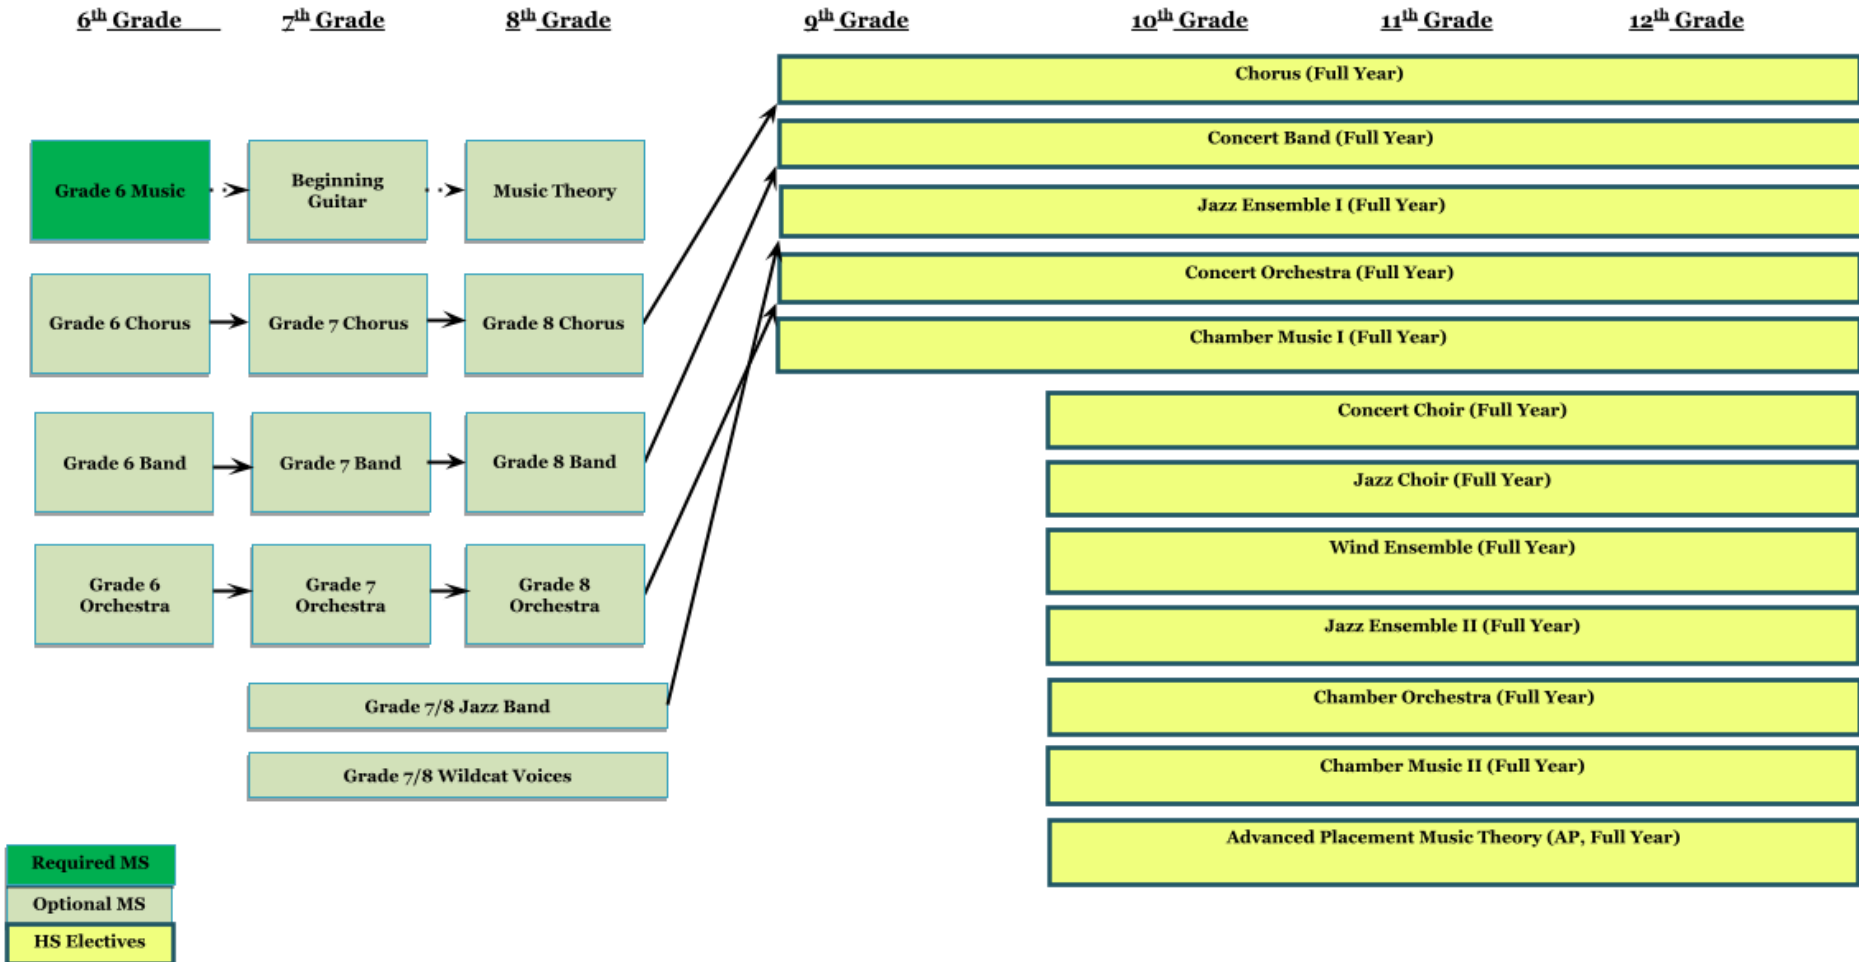 6th Grade 7th Grade 8th Grade 9th Grade 10th Grade 11th Grade 12th Grade
Chorus (Full Year)
Concert Band (Full Year)
Grade 6 Music
Beginning
Guitar
Music Theory
Jazz Ensemble I (Full Year)
Concert Orchestra (Full Year)
Grade 6 Chorus
Grade 7 Chorus
Grade 8 Chorus
Chamber Music I (Full Year)
Concert Choir (Full Year)
Grade 6 Band
Grade 7 Band
Grade 8 Band
Jazz Choir (Full Year)
Wind Ensemble (Full Year)
Grade 6
Orchestra
Grade 7
Orchestra
Grade 8
Orchestra
Jazz Ensemble II (Full Year)
Grade 7/8 Jazz Band
Chamber Orchestra (Full Year)
Grade 7/8 Wildcat Voices
Chamber Music II (Full Year)
Advanced Placement Music Theory (AP, Full Year)
Required MS
Optional MS
HS Electives